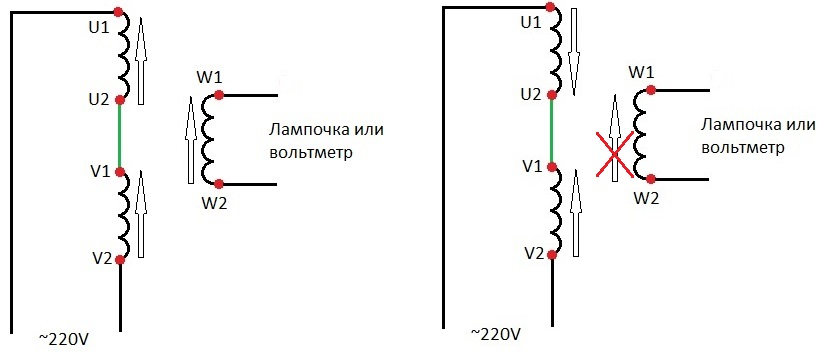 U1
U2
W1
Лампочка или
вольтметр
V1
W2
V2
~220V
U1
W1
U2
Лампочка или
вольтметр
V1
W2
V2
~220V